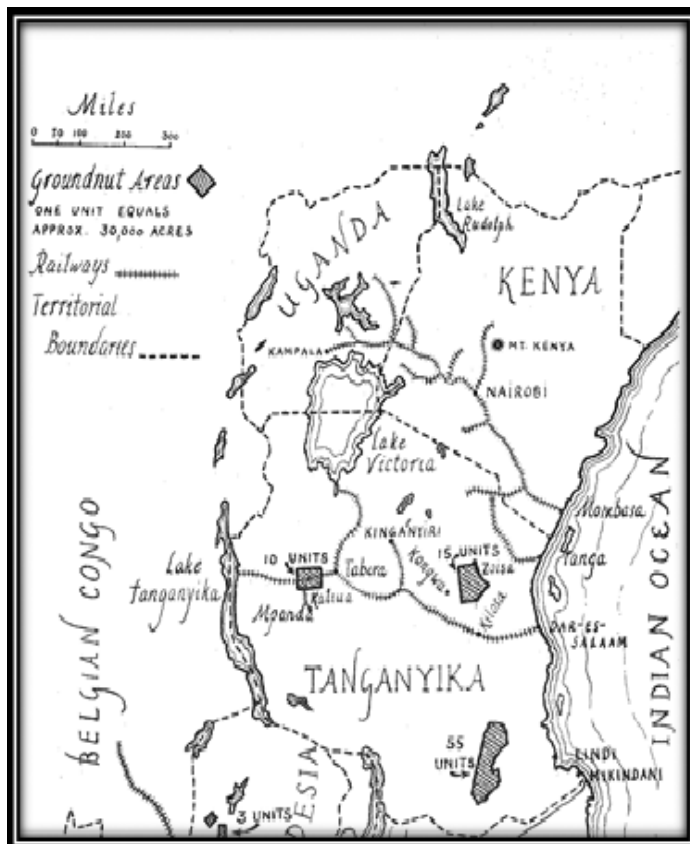 Miles
0 50 100 200 300
Groundnut Areas
ONE UNIT EQUALS
APPROX. 30,000 ACRES
Railways
Territorial
Boundaries
UGANDA
Lake
Rudolph
KENYA
KAMPALA
MT. KENYA
NAIROBI
Lake
Victoria
Mombasa
KINGANYIRI
Tanga
10 UNITS
15 UNITS
Tabora
Kongwa
Zoisa
Lake
Tanganyika
Kaliua
Mpanda
Kilosa
DAR-ES-
SALAAM
BELGIAN CONGO
TANGANYIKA
INDIAN OCEAN
55
UNITS
LINDI
MIKINDANI
3 UNITS
DESIA